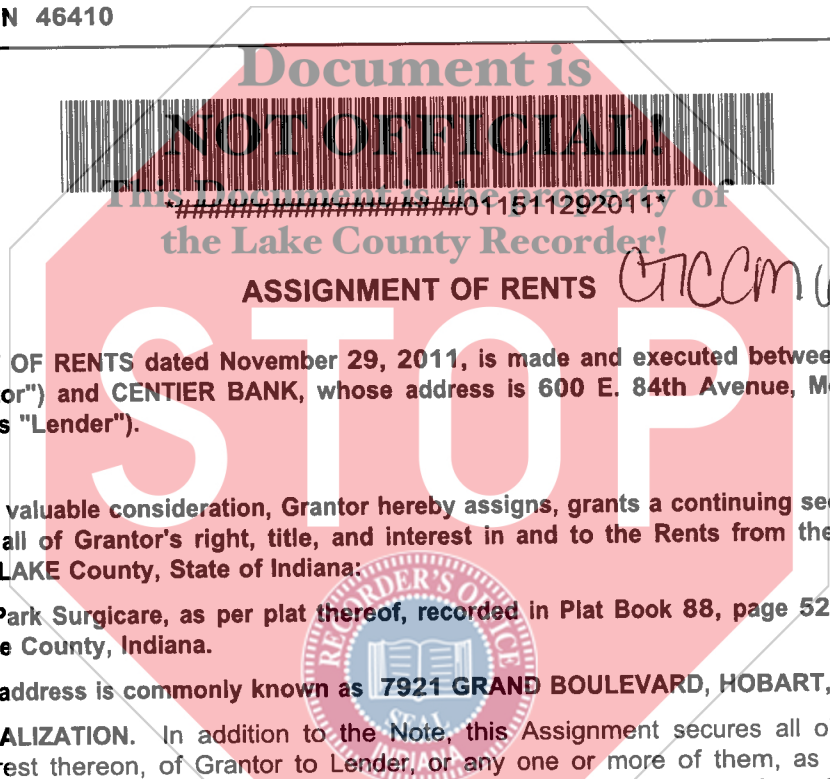 N 46410
Document is
NOT OFFICIAL!
This Document is the property of
*####################011511292011*
the Lake County Recorder!
ASSIGNMENT OF RENTS CTICCM
OF RENTS dated November 29, 2011, is made and executed betwee
or") and CENTIER BANK, whose address is 600 E. 84th Avenue, M
s "Lender").
STOP
valuable consideration, Grantor hereby assigns, grants a continuing se
all of Grantor's right, title, and interest in and to the Rents from the
LAKE County, State of Indiana:
Park Surgicare, as per plat thereof, recorded in Plat Book 88, page 52
e County, Indiana.
address is commonly known as 7921 GRAND BOULEVARD, HOBART,
ALIZATION. In addition to the Note, this Assignment secures all o
rest thereon, of Grantor to Lender, or any one or more of them, as
RECORDER'S OFFICE
SEAL
INDIANA